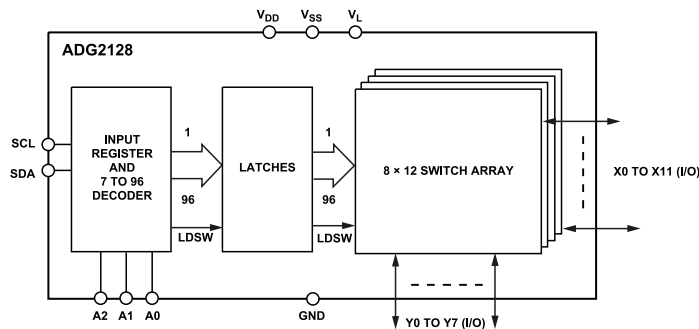 VDD VSS VL
ADG2128
SCL
SDA
INPUT
REGISTER
AND
7 TO 96
DECODER
1
96
LDSW
LATCHES
1
96
LDSW
8 × 12 SWITCH ARRAY
X0 TO X11 (I/O)
A2 A1 A0
GND
Y0 TO Y7 (I/O)